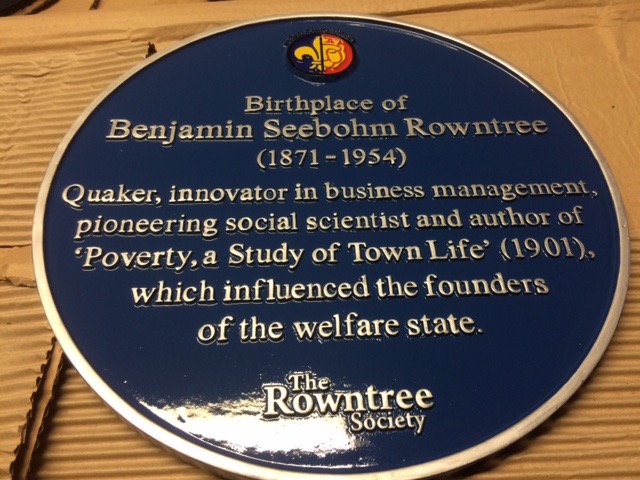 Birthplace of
Benjamin Seebohm Rowntree
(1871 – 1954)
Quaker, innovator in business management,
pioneering social scientist and author of
‘Poverty, a Study of Town Life’ (1901),
which influenced the founders
of the welfare state.
The
Rowntree
Society